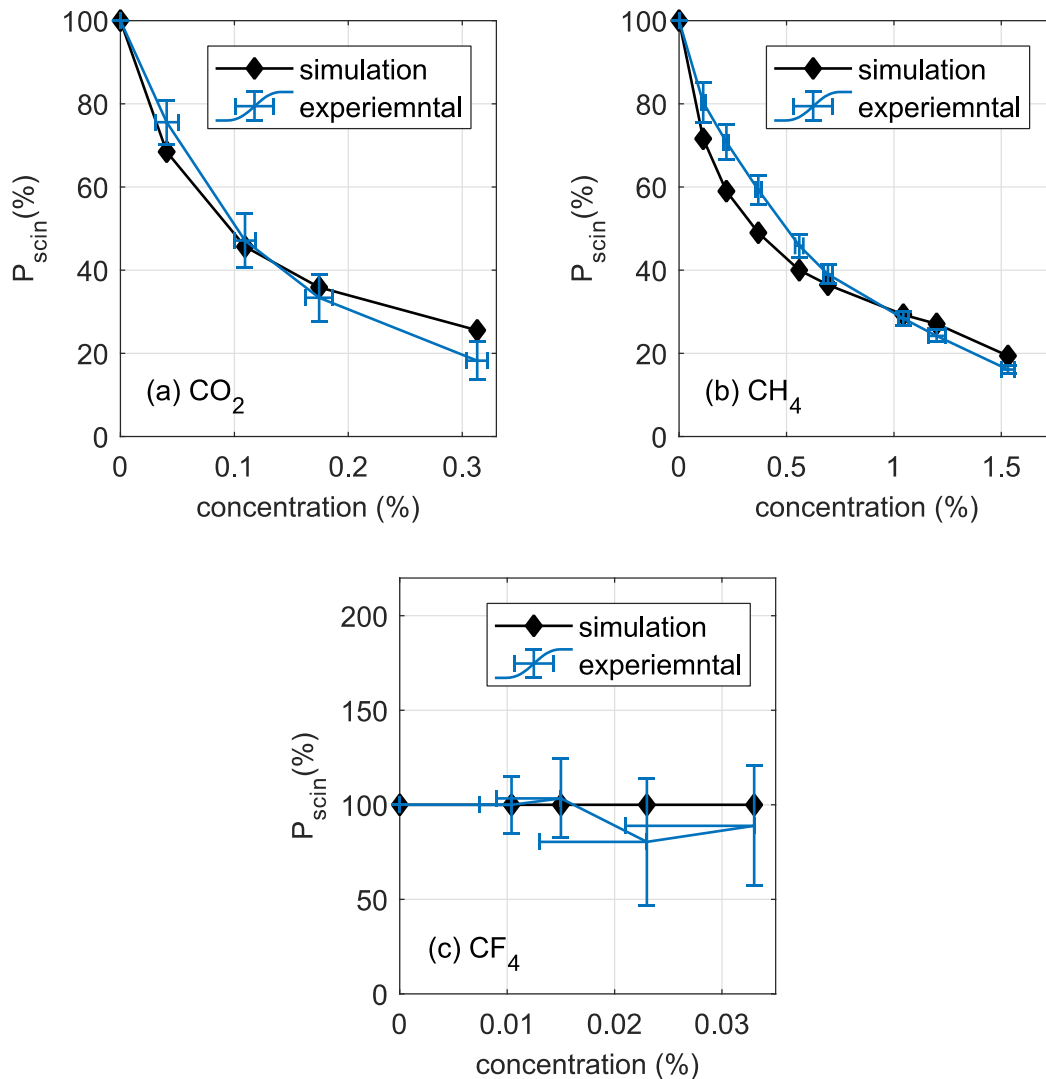 100
80
60
40
20
0
P_scin(%)
simulation
experiemntal
(a) CO₂
0 0.1 0.2 0.3
concentration (%)
100
80
60
40
20
0
P_scin(%)
simulation
experiemntal
(b) CH₄
0 0.5 1 1.5
concentration (%)
200
150
100
50
0
P_scin(%)
simulation
experiemntal
(c) CF₄
0 0.01 0.02 0.03
concentration (%)